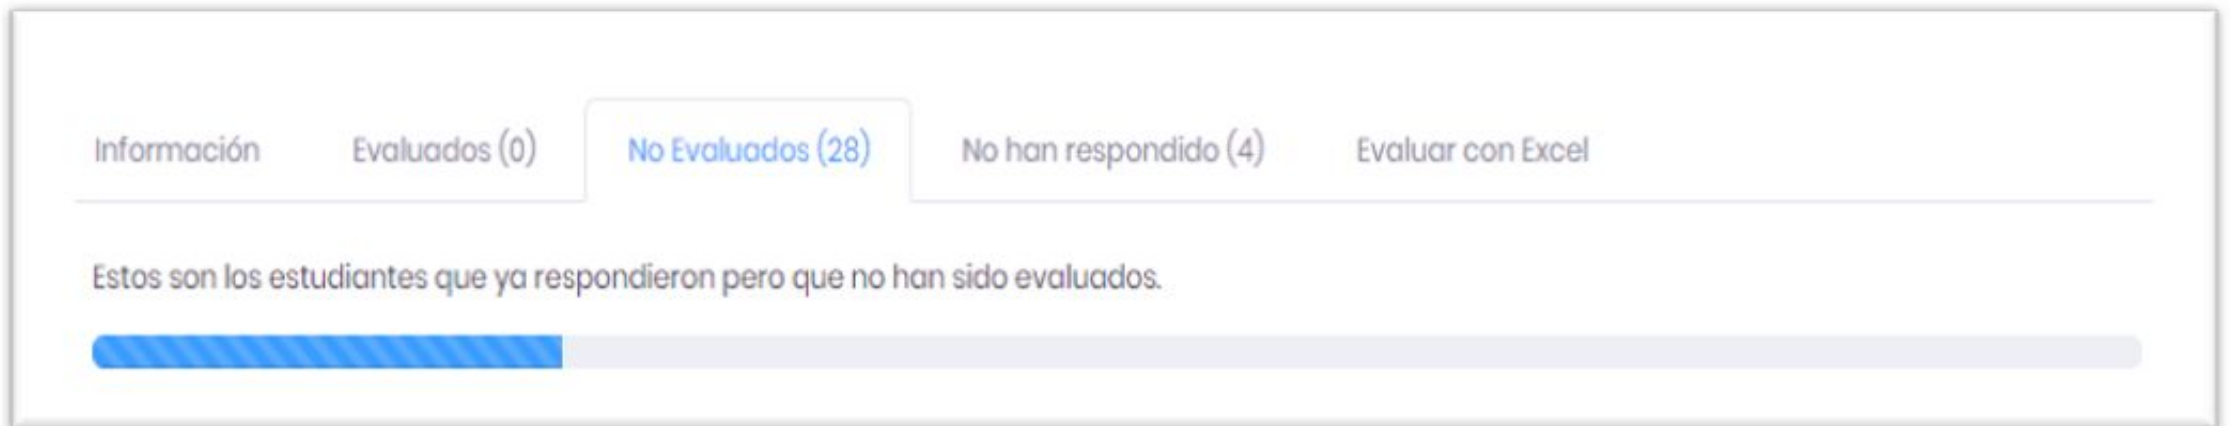 Información Evaluados (0) No Evaluados (28) No han respondido (4) Evaluar con Excel
Estos son los estudiantes que ya respondieron pero que no han sido evaluados.